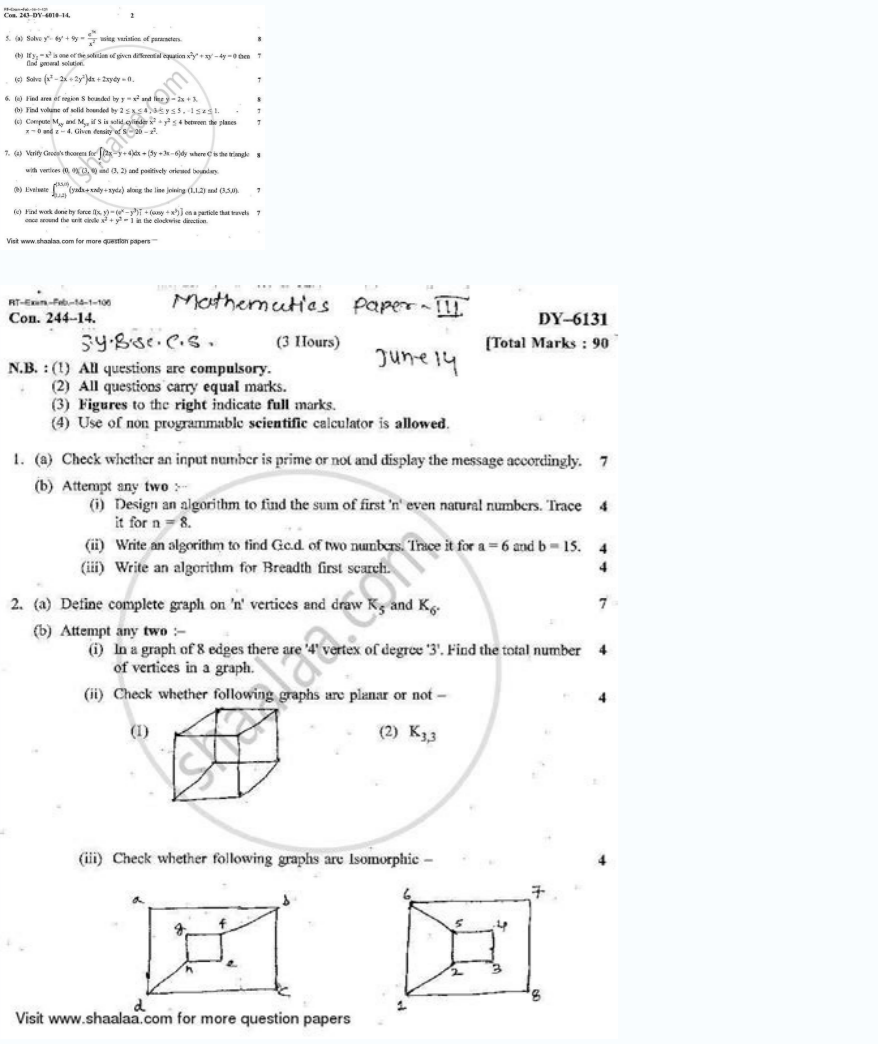 Con. 243-DY-6010-14.
2
5. (a) Solve y'' - 6y' + 9y = e^3x / x^2 using variation of parameters. 8
(b) If y₁ = x² is one of the solution of given differential equation x²y'' + xy' - 4y = 0 then 7
find general solution.
(c) Solve (x² - 2x + 2y²)dx + 2xydy = 0. 7
6. (a) Find area of region S bounded by y = x² and line y = 2x + 3. 8
(b) Find volume of solid bounded by 2 ≤ x ≤ 4, 3 ≤ y ≤ 5, -1 ≤ z ≤ 1. 7
(c) Compute Mxy and Myz if S is solid cylinder x² + y² ≤ 4 between the planes 7
z = 0 and z = 4. Given density of S = 20 - z².
7. (a) Verify Green's theorem for ∫(2x - y + 4)dx + (5y + 3x - 6)dy where C is the triangle 8
with vertices (0, 0), (3, 0) and (3, 2) and positively oriented boundary.
(b) Evaluate ∫(1,1,2)(3,5,0) (yzdx + xzdy + xydz) along the line joining (1,1,2) and (3,5,0). 7
(c) Find work done by force on a particle that travels 7
once around the unit circle x² + y² = 1 in the clockwise direction.
Visit www.shaalaa.com for more question papers
RT-Exam.-Feb.-14-1-106
Mathematics Paper - III
Con. 244-14.
DY-6131
S.Y.B.Sc. C.S.
(3 Hours)
June 14
[Total Marks : 90
N.B. : (1) All questions are compulsory.
(2) All questions carry equal marks.
(3) Figures to the right indicate full marks.
(4) Use of non programmable scientific calculator is allowed.
1. (a) Check whether an input number is prime or not and display the message accordingly. 7
(b) Attempt any two :-
(i) Design an algorithm to find the sum of first 'n' even natural numbers. Trace 4
it for n = 8.
(ii) Write an algorithm to find G.c.d. of two numbers. Trace it for a = 6 and b = 15. 4
(iii) Write an algorithm for Breadth first search. 4
2. (a) Define complete graph on 'n' vertices and draw K₅ and K₆. 7
(b) Attempt any two :–
(i) In a graph of 8 edges there are '4' vertex of degree '3'. Find the total number 4
of vertices in a graph.
(ii) Check whether following graphs are planar or not – 4
(1)
(2) K₃,₃
(iii) Check whether following graphs are Isomorphic – 4
a b 6 7
g f 5 4
h e 2 3
d c 1 8
Visit www.shaalaa.com for more question papers
shaalaa.com
shaalaa.com